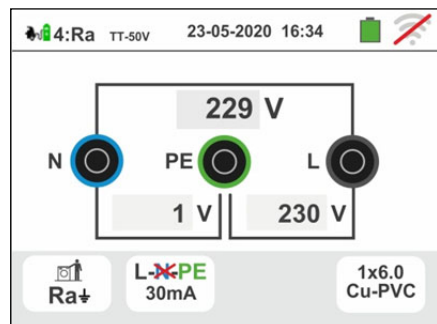 4:Ra TT-50V 23-05-2020 16:34
229 V
N PE L
1 V 230 V
Ra L-N-PE 1x6.0
30mA Cu-PVC